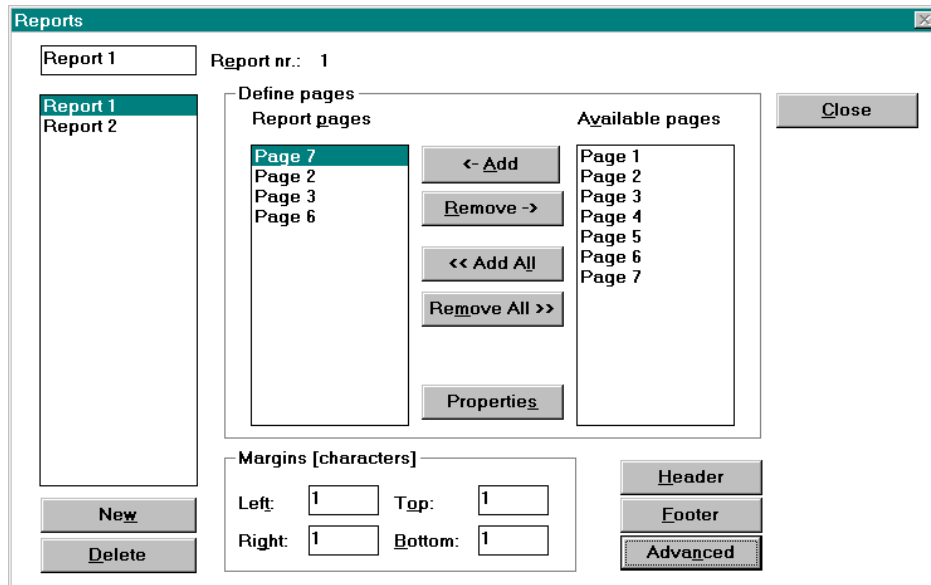 Reports
Report 1
Report nr.: 1
Report 1
Report 2
Define pages
Report pages
Available pages
Page 7
Page 2
Page 3
Page 6
<- Add
Remove ->
<< Add All
Remove All >>
Properties
Page 1
Page 2
Page 3
Page 4
Page 5
Page 6
Page 7
Close
Margins [characters]
Left: 1 Top: 1
Right: 1 Bottom: 1
New
Delete
Header
Footer
Advanced